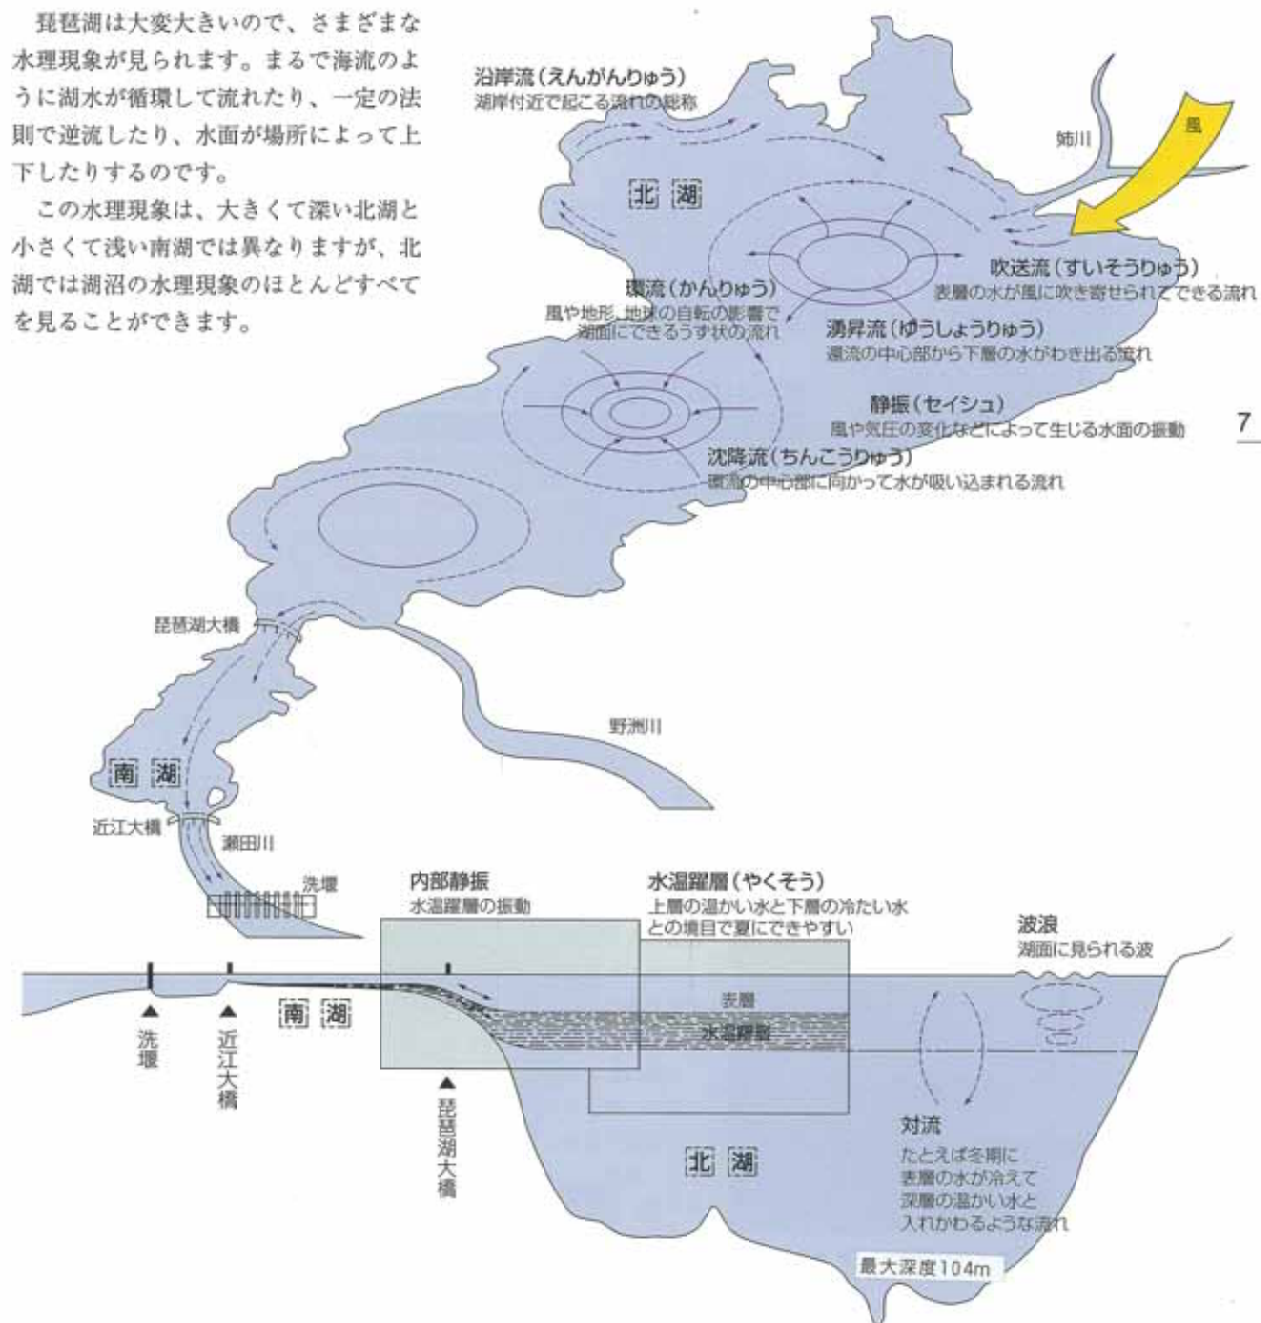 琵琶湖は大変大きいので、さまざまな
水理現象が見られます。まるで海流のよ
うに湖水が循環して流れたり、一定の法
則で逆流したり、水面が場所によって上
下したりするのです。
この水理現象は、大きくて深い北湖と
小さくて浅い南湖では異なりますが、北
湖では湖沼の水理現象のほとんどすべて
を見ることができます。
沿岸流(えんがんりゅう)
湖岸付近で起こる流れの総称
姉川
風
北湖
吹送流(すいそうりゅう)
表層の水が風に吹き寄せられてできる流れ
環流(かんりゅう)
風や地形、地球の自転の影響で
湖面にできるうず状の流れ
湧昇流(ゆうしょうりゅう)
還流の中心部から下層の水がわき出る流れ
静振(セイシュ)
風や気圧の変化などによって生じる水面の振動
7
沈降流(ちんこうりゅう)
環流の中心部に向かって水が吸い込まれる流れ
琵琶湖大橋
野洲川
南湖
近江大橋
瀬田川
洗堰
内部静振
水温躍層の振動
水温躍層(やくそう)
上層の温かい水と下層の冷たい水
との境目で夏にできやすい
波浪
湖面に見られる波
表層
水温躍層
南湖
▲洗堰
▲近江大橋
▲琵琶湖大橋
北湖
対流
たとえば冬期に
表層の水が冷えて
深層の温かい水と
入れかわるような流れ
最大深度104m